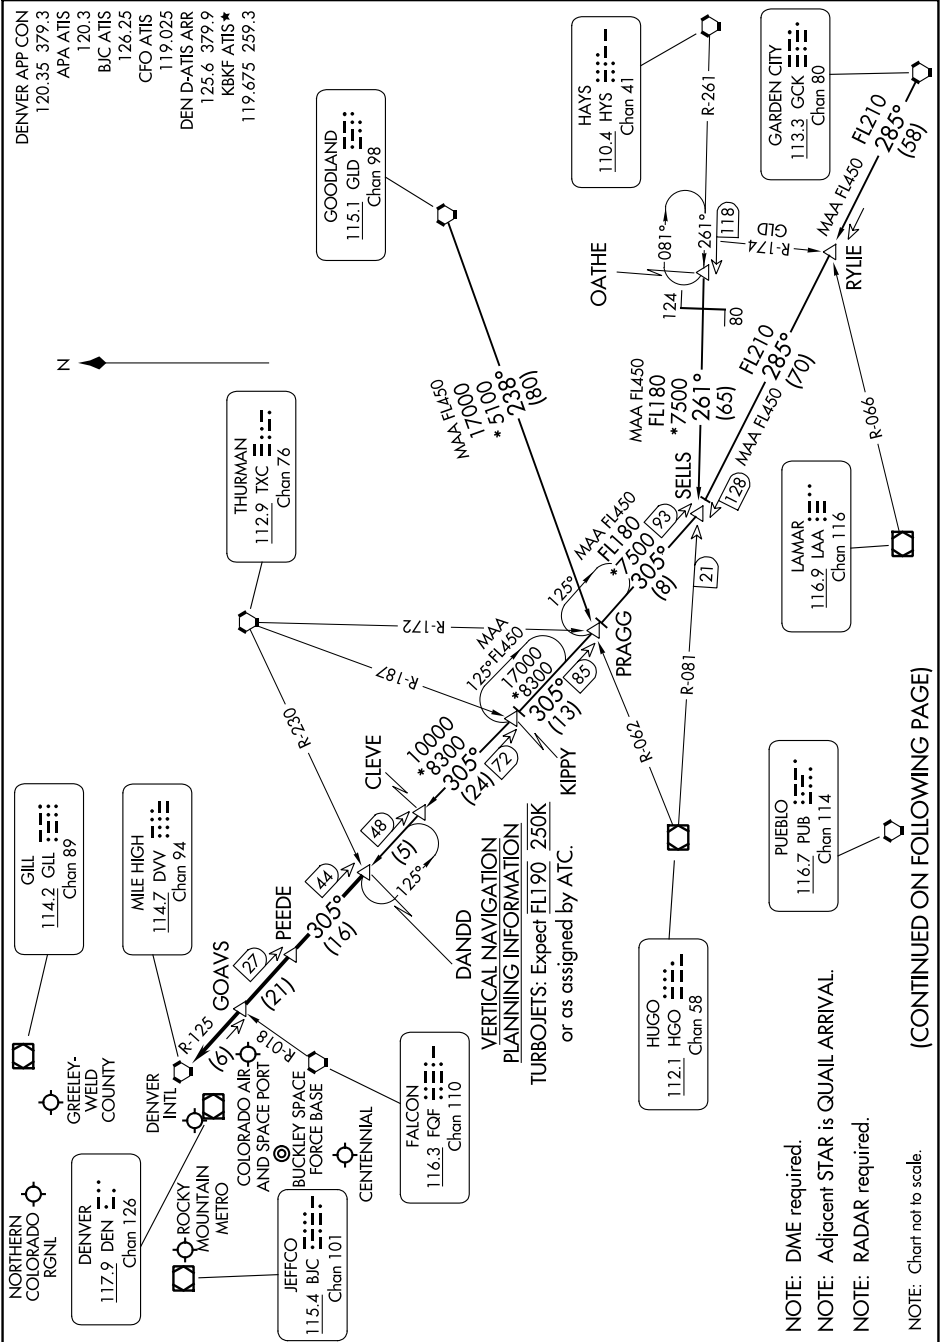 DENVER APP CON
120.35 379.3
APA ATIS
120.3
BJC ATIS
126.25
CFO ATIS
119.025
DEN D-ATIS ARR
125.6 379.9
KBKF ATIS★
119.675 259.3
NORTHERN
COLORADO
RGNL
GILL
114.2 GLL
Chan 89
GREELEY-
WELD
COUNTY
MILE HIGH
114.7 DVV
Chan 94
DENVER
INTL
DENVER
117.9 DEN
Chan 126
ROCKY
MOUNTAIN
METRO
COLORADO AIR
AND SPACE PORT
BUCKLEY SPACE
FORCE BASE
CENTENNIAL
JEFFCO
115.4 BJC
Chan 101
FALCON
116.3 FQF
Chan 110
R-125
(6)
GOAVS
R-018
27
(21)
PEEDE
305°
(16)
44
DANDD
125°
(5)
48
CLEVE
10000
*8300
305°
(24)
72
KIPPY
R-230
R-187
R-172
THURMAN
112.9 TXC
Chan 76
N
MAA
FL450
125°
17000
*8300
305°
(13)
85
PRAGG
125°
MAA FL450
FL180
*7500
305°
(8)
93
SELLS
128
21
GOODLAND
115.1 GLD
Chan 98
MAA FL450
17000
*5100
238°
(80)
HAYS
110.4 HYS
Chan 41
R-261
OATHE
081°
261°
118
124
80
MAA FL450
FL180
*7500
261°
(65)
R-174
GLD
GARDEN CITY
113.3 GCK
Chan 80
MAA FL450
FL210
285°
(58)
RYLIE
MAA FL450
FL210
285°
(70)
R-066
LAMAR
116.9 LAA
Chan 116
R-062
R-081
HUGO
112.1 HGO
Chan 58
PUEBLO
116.7 PUB
Chan 114
VERTICAL NAVIGATION
PLANNING INFORMATION
TURBOJETS: Expect FL190 250K
or as assigned by ATC.
NOTE: DME required.
NOTE: Adjacent STAR is QUAIL ARRIVAL.
NOTE: RADAR required.
NOTE: Chart not to scale.
(CONTINUED ON FOLLOWING PAGE)